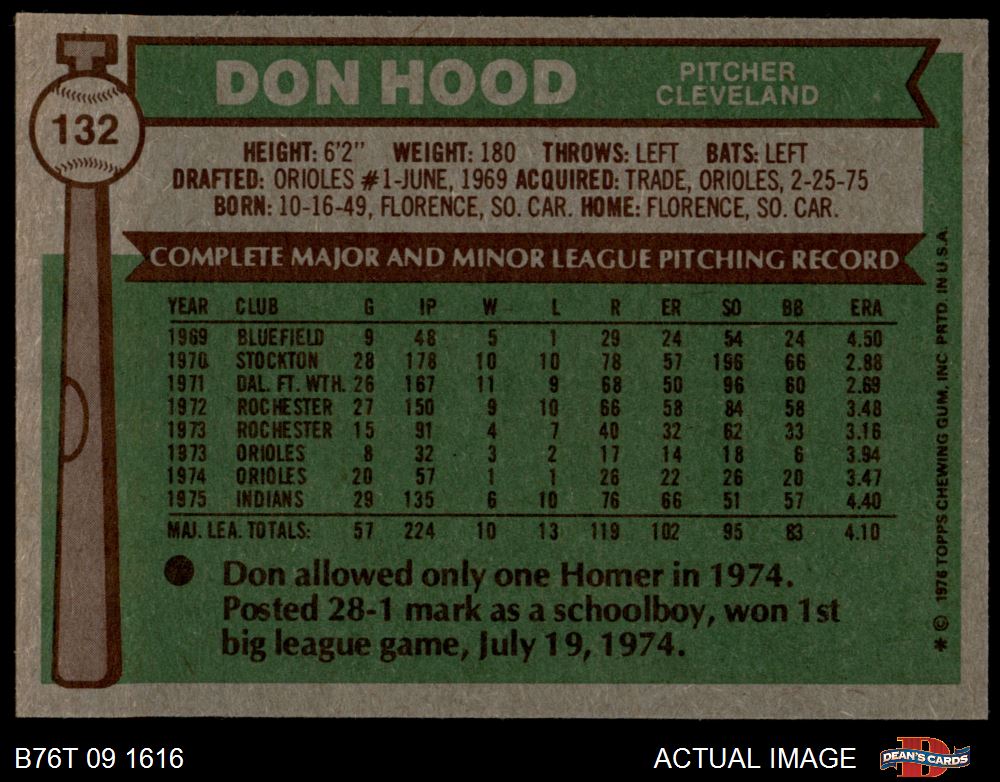 132
DON HOOD
PITCHER
CLEVELAND
HEIGHT: 6'2" WEIGHT: 180 THROWS: LEFT BATS: LEFT
DRAFTED: ORIOLES #1-JUNE, 1969 ACQUIRED: TRADE, ORIOLES, 2-25-75
BORN: 10-16-49, FLORENCE, SO. CAR. HOME: FLORENCE, SO. CAR.
COMPLETE MAJOR AND MINOR LEAGUE PITCHING RECORD
YEAR CLUB G IP W L R ER SO BB ERA
1969 BLUEFIELD 9 48 5 1 29 24 54 24 4.50
1970 STOCKTON 28 178 10 10 78 57 196 66 2.88
1971 DAL. FT. WTH. 26 167 11 9 68 50 96 60 2.69
1972 ROCHESTER 27 150 9 10 66 58 84 58 3.48
1973 ROCHESTER 15 91 4 7 40 32 62 33 3.16
1973 ORIOLES 8 32 3 2 17 14 18 6 3.94
1974 ORIOLES 20 57 1 1 26 22 26 20 3.47
1975 INDIANS 29 135 6 10 76 66 51 57 4.40
MAJ. LEA. TOTALS: 57 224 10 13 119 102 95 83 4.10
Don allowed only one Homer in 1974.
Posted 28-1 mark as a schoolboy, won 1st
big league game, July 19, 1974.
* © 1976 TOPPS CHEWING GUM, INC. PRTD. IN U.S.A.
B76T 09 1616
ACTUAL IMAGE
DEAN'S CARDS